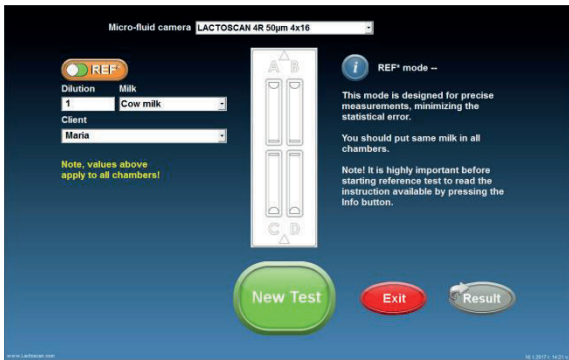 Micro-fluid camera LACTOSCAN 4R 50µm 4x16
REF*
Dilution Milk
1 Cow milk
Client
Maria
Note, values above
apply to all chambers!
A B
C D
i REF* mode --
This mode is designed for precise
measurements, minimizing the
statistical error.
You should put same milk in all
chambers.
Note! It is highly important before
starting reference test to read the
instruction available by pressing the
Info button.
New Test
Exit
Result
www.Lactoscan.com